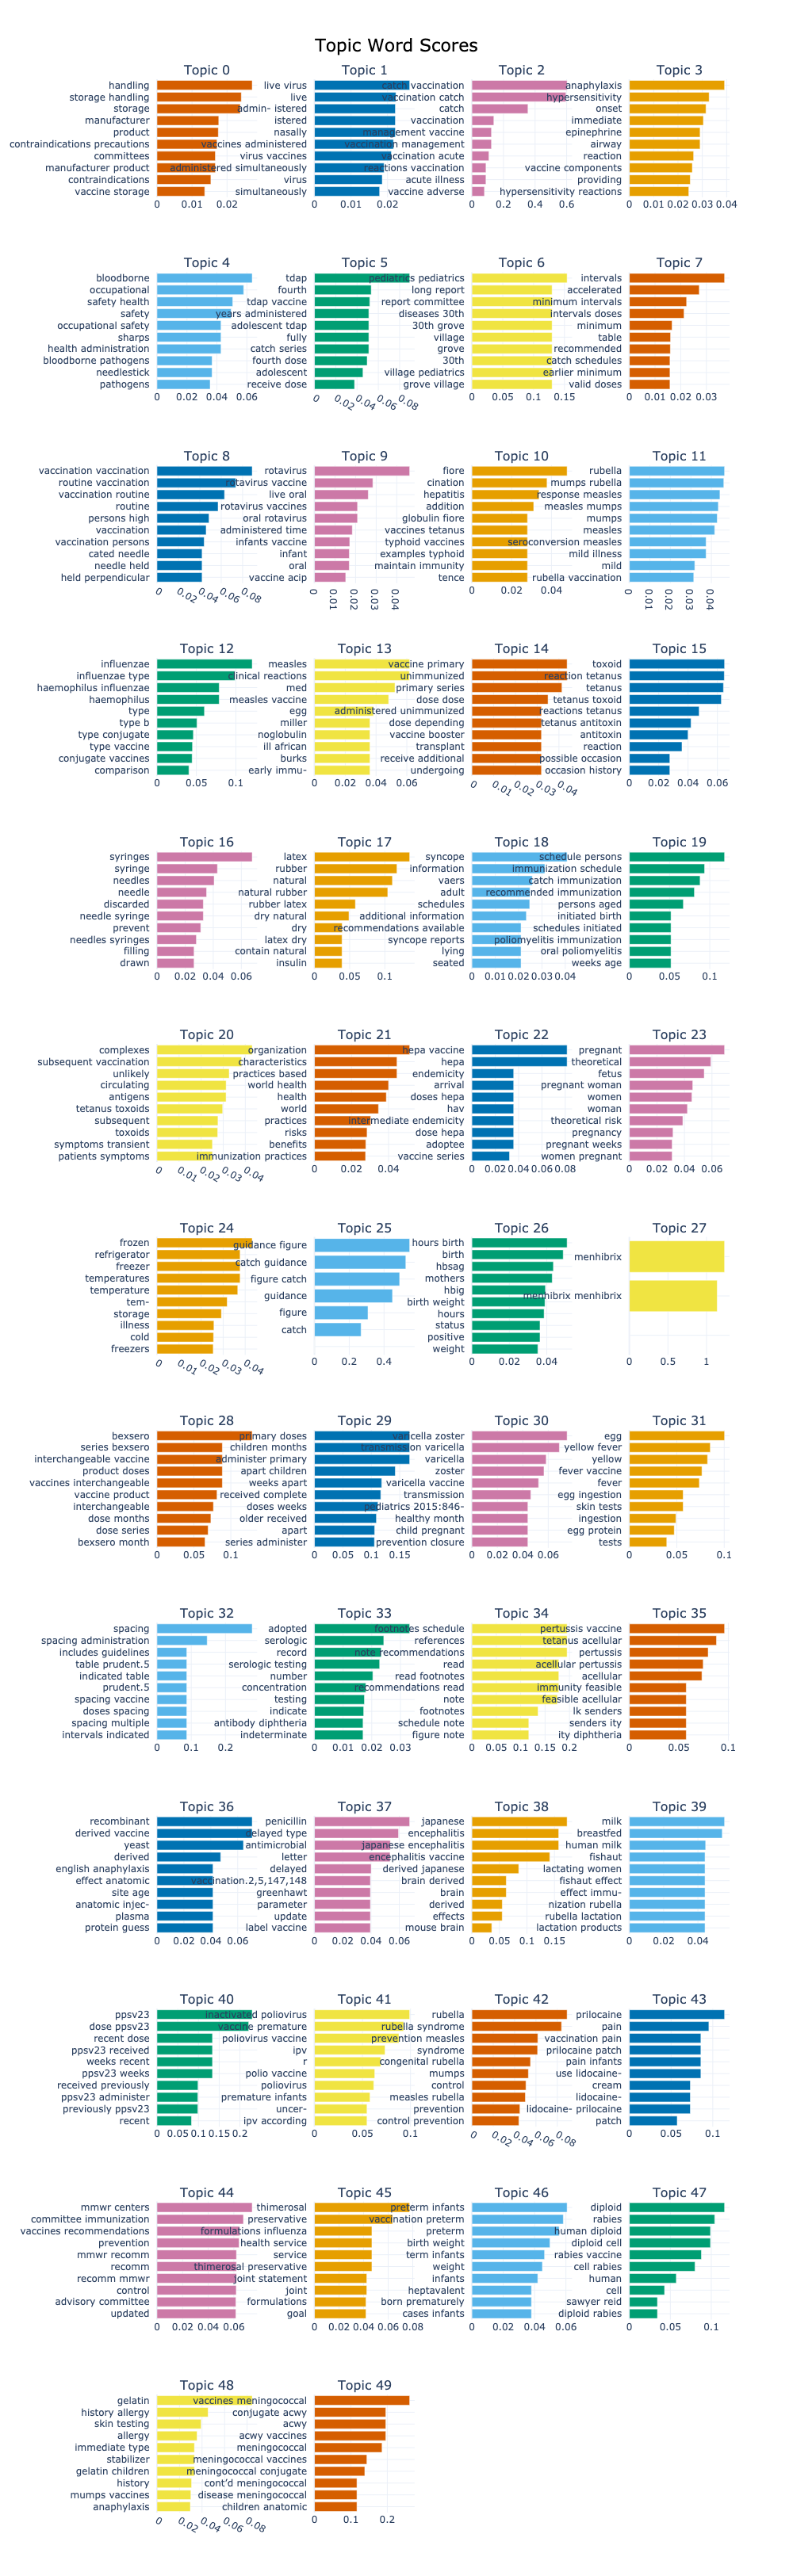 Topic Word Scores
Topic 0
handling
storage handling
storage
manufacturer
product
contraindications precautions
committees
manufacturer product
contraindications
vaccine storage
0 0.01 0.02
Topic 1
live virus
live
admin- istered
istered
nasally
vaccines administered
virus vaccines
administered simultaneously
virus
simultaneously
0 0.01 0.02
Topic 2
catch vaccination
vaccination catch
catch
vaccination
management vaccine
vaccination management
vaccination acute
reactions vaccination
acute illness
vaccine adverse
0 0.2 0.4 0.6
Topic 3
anaphylaxis
hypersensitivity
onset
immediate
epinephrine
airway
reaction
vaccine components
providing
hypersensitivity reactions
0 0.01 0.02 0.03 0.04
Topic 4
bloodborne
occupational
safety health
safety
occupational safety
sharps
health administration
bloodborne pathogens
needlestick
pathogens
0 0.02 0.04 0.06
Topic 5
tdap
fourth
tdap vaccine
years administered
adolescent tdap
fully
catch series
fourth dose
adolescent
receive dose
0 0.02 0.04 0.06 0.08
Topic 6
pediatrics pediatrics
long report
report committee
diseases 30th
30th grove
village
grove
30th
village pediatrics
grove village
0 0.05 0.1 0.15
Topic 7
intervals
accelerated
minimum intervals
intervals doses
minimum
table
recommended
catch schedules
earlier minimum
valid doses
0 0.01 0.02 0.03
Topic 8
vaccination vaccination
routine vaccination
vaccination routine
routine
persons high
vaccination
vaccination persons
cated needle
needle held
held perpendicular
0 0.02 0.04 0.06 0.08
Topic 9
rotavirus
rotavirus vaccine
live oral
rotavirus vaccines
oral rotavirus
administered time
infants vaccine
infant
oral
vaccine acip
0 0.01 0.02 0.03 0.04
Topic 10
fiore
cination
hepatitis
addition
globulin fiore
vaccines tetanus
typhoid vaccines
examples typhoid
maintain immunity
tence
0 0.02 0.04
Topic 11
rubella
mumps rubella
response measles
measles mumps
mumps
measles
seroconversion measles
mild illness
mild
rubella vaccination
0 0.01 0.02 0.03 0.04
Topic 12
influenzae
influenzae type
haemophilus influenzae
haemophilus
type
type b
type conjugate
type vaccine
conjugate vaccines
comparison
0 0.05 0.1
Topic 13
measles
clinical reactions
med
measles vaccine
egg
miller
noglobulin
ill african
burks
early immu-
0 0.02 0.04 0.06
Topic 14
vaccine primary
unimmunized
primary series
dose dose
administered unimmunized
dose depending
vaccine booster
transplant
receive additional
undergoing
0 0.01 0.02 0.03 0.04
Topic 15
toxoid
reaction tetanus
tetanus
tetanus toxoid
reactions tetanus
tetanus antitoxin
antitoxin
reaction
possible occasion
occasion history
0 0.02 0.04 0.06
Topic 16
syringes
syringe
needles
needle
discarded
needle syringe
prevent
needles syringes
filling
drawn
0 0.02 0.04 0.06
Topic 17
latex
rubber
natural
natural rubber
rubber latex
dry natural
dry
latex dry
contain natural
insulin
0 0.05 0.1
Topic 18
syncope
information
vaers
adult
schedules
additional information
recommendations available
syncope reports
lying
seated
0 0.01 0.02 0.03 0.04
Topic 19
schedule persons
immunization schedule
catch immunization
recommended immunization
persons aged
initiated birth
schedules initiated
poliomyelitis immunization
oral poliomyelitis
weeks age
0 0.05 0.1
Topic 20
complexes
subsequent vaccination
unlikely
circulating
antigens
tetanus toxoids
subsequent
toxoids
symptoms transient
patients symptoms
0 0.01 0.02 0.03 0.04
Topic 21
organization
characteristics
practices based
world health
health
world
practices
risks
benefits
immunization practices
0 0.02 0.04
Topic 22
hepa vaccine
hepa
endemicity
arrival
doses hepa
hav
intermediate endemicity
dose hepa
adoptee
vaccine series
0 0.02 0.04 0.06 0.08
Topic 23
pregnant
theoretical
fetus
pregnant woman
women
woman
theoretical risk
pregnancy
pregnant weeks
women pregnant
0 0.02 0.04 0.06
Topic 24
frozen
refrigerator
freezer
temperatures
temperature
tem-
storage
illness
cold
freezers
0 0.01 0.02 0.03 0.04
Topic 25
guidance figure
catch guidance
figure catch
guidance
figure
catch
0 0.2 0.4
Topic 26
hours birth
birth
hbsag
mothers
hbig
birth weight
hours
status
positive
weight
0 0.02 0.04
Topic 27
menhibrix
menhibrix menhibrix
0 0.5 1
Topic 28
bexsero
series bexsero
interchangeable vaccine
product doses
vaccines interchangeable
vaccine product
interchangeable
dose months
dose series
bexsero month
0 0.05 0.1
Topic 29
primary doses
children months
administer primary
apart children
weeks apart
received complete
doses weeks
older received
apart
series administer
0 0.05 0.1 0.15
Topic 30
varicella zoster
transmission varicella
varicella
zoster
varicella vaccine
transmission
pediatrics 2015:846-
healthy month
child pregnant
prevention closure
0 0.02 0.04 0.06
Topic 31
egg
yellow fever
yellow
fever vaccine
fever
egg ingestion
skin tests
ingestion
egg protein
tests
0 0.05 0.1
Topic 32
spacing
spacing administration
includes guidelines
table prudent.5
indicated table
prudent.5
spacing vaccine
doses spacing
spacing multiple
intervals indicated
0 0.1 0.2
Topic 33
adopted
serologic
record
serologic testing
number
concentration
testing
indicate
antibody diphtheria
indeterminate
0 0.01 0.02 0.03
Topic 34
footnotes schedule
references
note recommendations
read
read footnotes
recommendations read
note
footnotes
schedule note
figure note
0 0.05 0.1 0.15 0.2
Topic 35
pertussis vaccine
tetanus acellular
pertussis
acellular pertussis
acellular
immunity feasible
feasible acellular
lk senders
senders ity
ity diphtheria
0 0.05 0.1
Topic 36
recombinant
derived vaccine
yeast
derived
english anaphylaxis
effect anatomic
site age
anatomic injec-
plasma
protein guess
0 0.02 0.04 0.06
Topic 37
penicillin
delayed type
antimicrobial
letter
delayed
vaccination.2,5,147,148
greenhawt
parameter
update
label vaccine
0 0.02 0.04 0.06
Topic 38
japanese
encephalitis
japanese encephalitis
encephalitis vaccine
derived japanese
brain derived
brain
derived
effects
mouse brain
0 0.05 0.1 0.15
Topic 39
milk
breastfed
human milk
fishaut
lactating women
fishaut effect
effect immu-
nization rubella
rubella lactation
lactation products
0 0.02 0.04
Topic 40
ppsv23
dose ppsv23
recent dose
ppsv23 received
weeks recent
ppsv23 weeks
received previously
ppsv23 administer
previously ppsv23
recent
0 0.05 0.1 0.15 0.2
Topic 41
inactivated poliovirus
vaccine premature
poliovirus vaccine
ipv
r
polio vaccine
poliovirus
premature infants
uncer-
ipv according
0 0.05 0.1
Topic 42
rubella
rubella syndrome
prevention measles
syndrome
congenital rubella
mumps
control
measles rubella
prevention
control prevention
0 0.02 0.04 0.06 0.08
Topic 43
prilocaine
pain
vaccination pain
prilocaine patch
pain infants
use lidocaine-
cream
lidocaine-
lidocaine- prilocaine
patch
0 0.05 0.1
Topic 44
mmwr centers
committee immunization
vaccines recommendations
prevention
mmwr recomm
recomm
recomm mmwr
control
advisory committee
updated
0 0.02 0.04 0.06
Topic 45
thimerosal
preservative
formulations influenza
health service
service
thimerosal preservative
joint statement
joint
formulations
goal
0 0.02 0.04 0.06 0.08
Topic 46
preterm infants
vaccination preterm
preterm
birth weight
term infants
weight
infants
heptavalent
born prematurely
cases infants
0 0.02 0.04 0.06
Topic 47
diploid
rabies
human diploid
diploid cell
rabies vaccine
cell rabies
human
cell
sawyer reid
diploid rabies
0 0.05 0.1
Topic 48
gelatin
history allergy
skin testing
allergy
immediate type
stabilizer
gelatin children
history
mumps vaccines
anaphylaxis
0 0.02 0.04 0.06 0.08
Topic 49
vaccines meningococcal
conjugate acwy
acwy
acwy vaccines
meningococcal
meningococcal vaccines
meningococcal conjugate
cont'd meningococcal
disease meningococcal
children anatomic
0 0.1 0.2